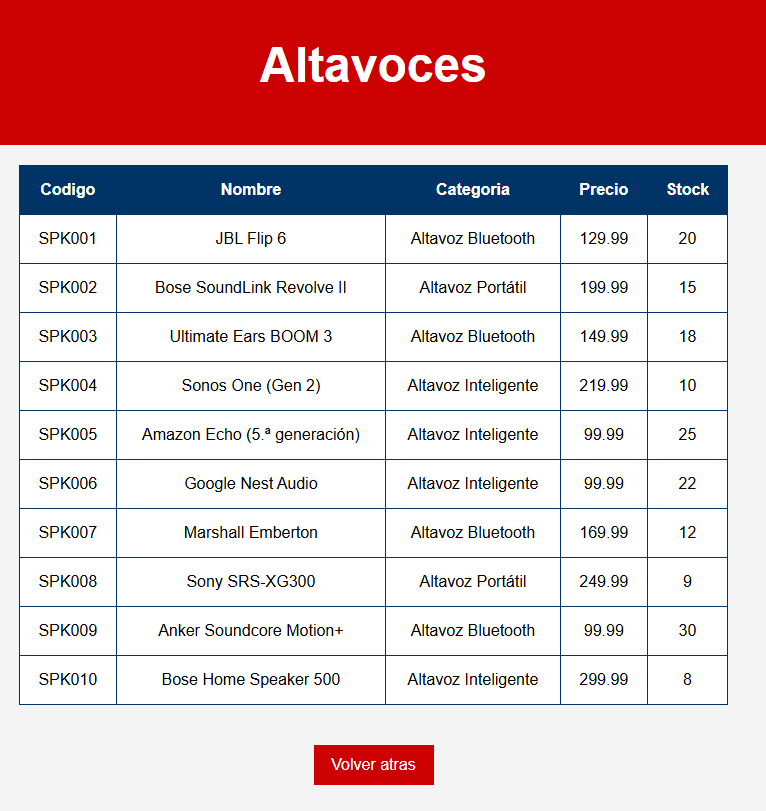 Altavoces
Codigo Nombre Categoria Precio Stock
SPK001 JBL Flip 6 Altavoz Bluetooth 129.99 20
SPK002 Bose SoundLink Revolve II Altavoz Portátil 199.99 15
SPK003 Ultimate Ears BOOM 3 Altavoz Bluetooth 149.99 18
SPK004 Sonos One (Gen 2) Altavoz Inteligente 219.99 10
SPK005 Amazon Echo (5.ª generación) Altavoz Inteligente 99.99 25
SPK006 Google Nest Audio Altavoz Inteligente 99.99 22
SPK007 Marshall Emberton Altavoz Bluetooth 169.99 12
SPK008 Sony SRS-XG300 Altavoz Portátil 249.99 9
SPK009 Anker Soundcore Motion+ Altavoz Bluetooth 99.99 30
SPK010 Bose Home Speaker 500 Altavoz Inteligente 299.99 8
Volver atras